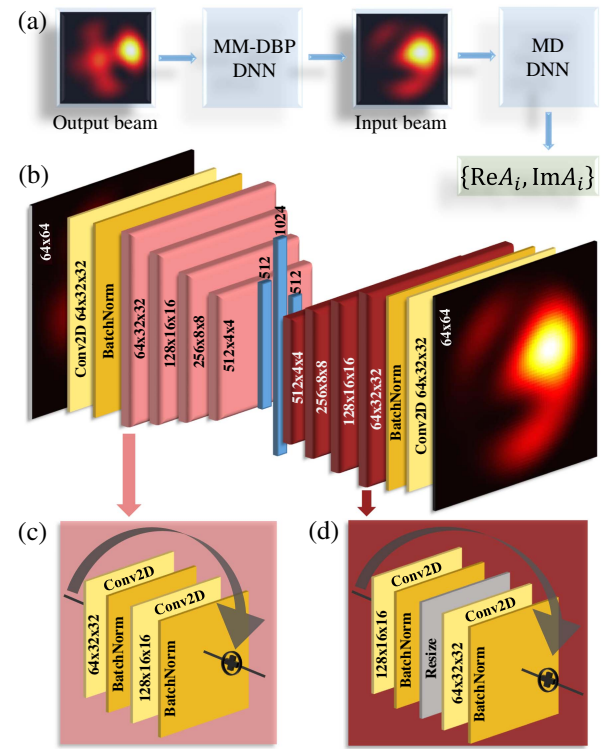 (a)
MM-DBP
DNN
MD
DNN
Output beam
Input beam
{ReA_i, ImA_i}
(b)
64x64
Conv2D 64x32x32
BatchNorm
64x32x32
128x16x16
256x8x8
512x4x4
512
1024
512
512x4x4
256x8x8
128x16x16
64x32x32
BatchNorm
Conv2D 64x32x32
64x64
(c)
Conv2D
64x32x32
BatchNorm
Conv2D
128x16x16
BatchNorm
(d)
Conv2D
128x16x16
BatchNorm
Resize
Conv2D
64x32x32
BatchNorm